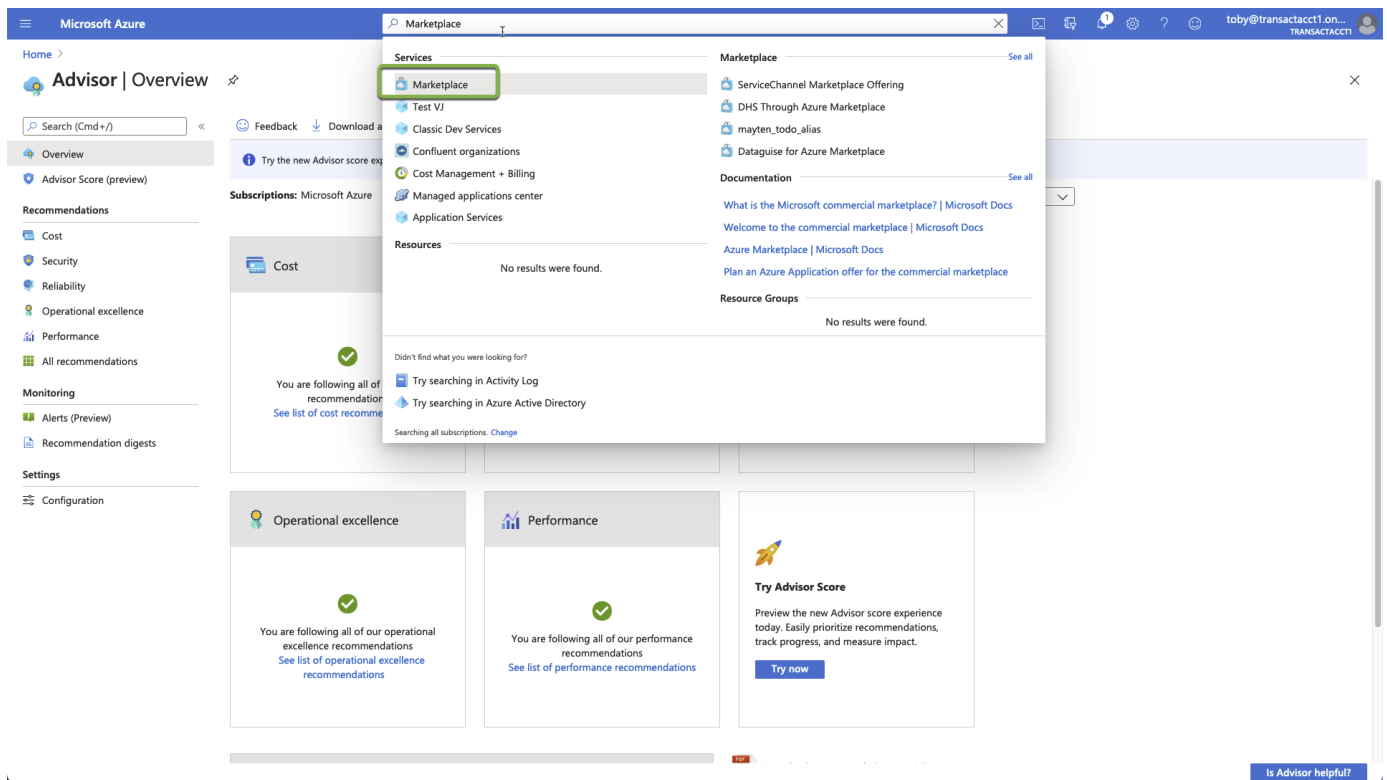 Microsoft Azure
Marketplace
1
toby@transactacct1.on...
TRANSACTACCT1
Home >
Advisor | Overview
Search (Cmd+/)
«
Overview
Advisor Score (preview)
Recommendations
Cost
Security
Reliability
Operational excellence
Performance
All recommendations
Monitoring
Alerts (Preview)
Recommendation digests
Settings
Configuration
Feedback
Download a
Try the new Advisor score exp
Subscriptions: Microsoft Azure
Services
Marketplace
Test VJ
Classic Dev Services
Confluent organizations
Cost Management + Billing
Managed applications center
Application Services
Resources
No results were found.
Marketplace
See all
ServiceChannel Marketplace Offering
DHS Through Azure Marketplace
mayten_todo_alias
Dataguise for Azure Marketplace
Documentation
See all
What is the Microsoft commercial marketplace? | Microsoft Docs
Welcome to the commercial marketplace | Microsoft Docs
Azure Marketplace | Microsoft Docs
Plan an Azure Application offer for the commercial marketplace
Resource Groups
No results were found.
Didn't find what you were looking for?
Try searching in Activity Log
Try searching in Azure Active Directory
Searching all subscriptions. Change
Cost
You are following all of
recommendation
See list of cost recomme
Operational excellence
You are following all of our operational
excellence recommendations
See list of operational excellence
recommendations
Performance
You are following all of our performance
recommendations
See list of performance recommendations
Try Advisor Score
Preview the new Advisor score experience
today. Easily prioritize recommendations,
track progress, and measure impact.
Try now
PDF
Is Advisor helpful?